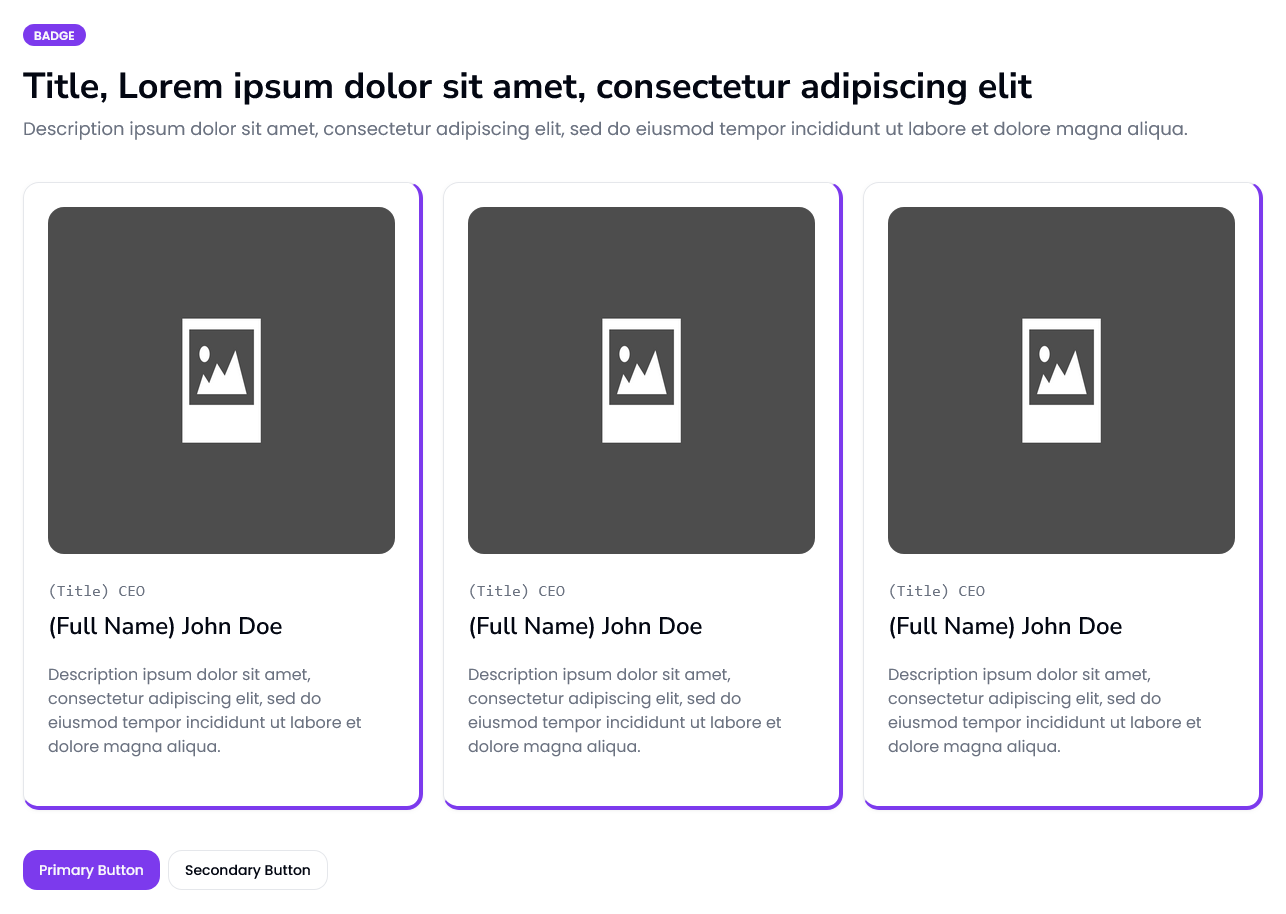 BADGE
Title, Lorem ipsum dolor sit amet, consectetur adipiscing elit
Description ipsum dolor sit amet, consectetur adipiscing elit, sed do eiusmod tempor incididunt ut labore et dolore magna aliqua.
(Title) CEO
(Full Name) John Doe
Description ipsum dolor sit amet,
consectetur adipiscing elit, sed do
eiusmod tempor incididunt ut labore et
dolore magna aliqua.
(Title) CEO
(Full Name) John Doe
Description ipsum dolor sit amet,
consectetur adipiscing elit, sed do
eiusmod tempor incididunt ut labore et
dolore magna aliqua.
(Title) CEO
(Full Name) John Doe
Description ipsum dolor sit amet,
consectetur adipiscing elit, sed do
eiusmod tempor incididunt ut labore et
dolore magna aliqua.
Primary Button
Secondary Button